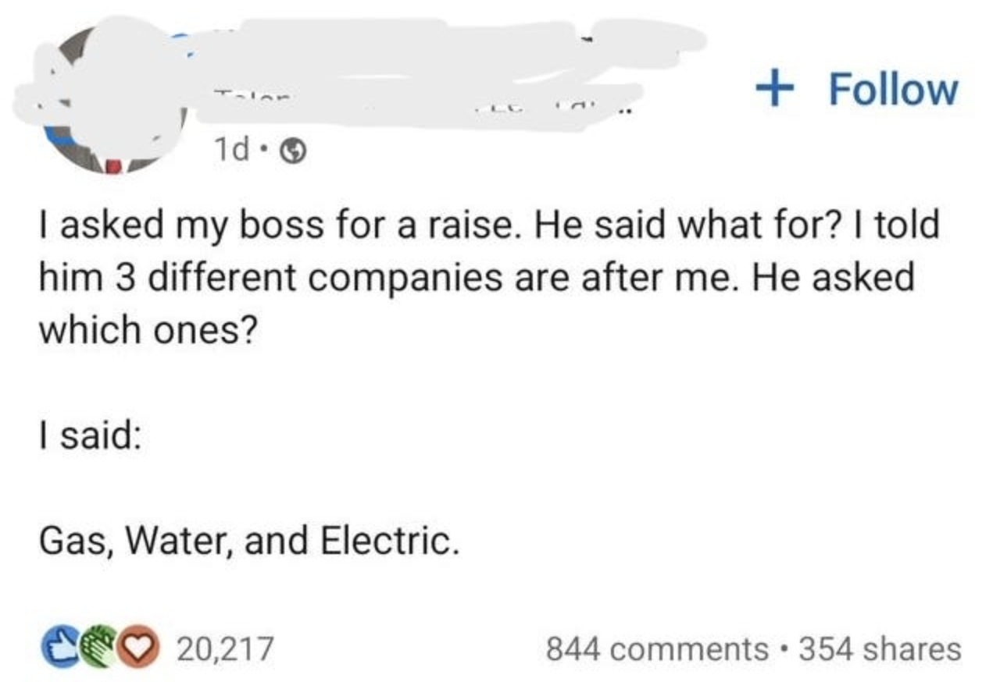 + Follow
1d •
I asked my boss for a raise. He said what for? I told
him 3 different companies are after me. He asked
which ones?
I said:
Gas, Water, and Electric.
20,217 844 comments • 354 shares